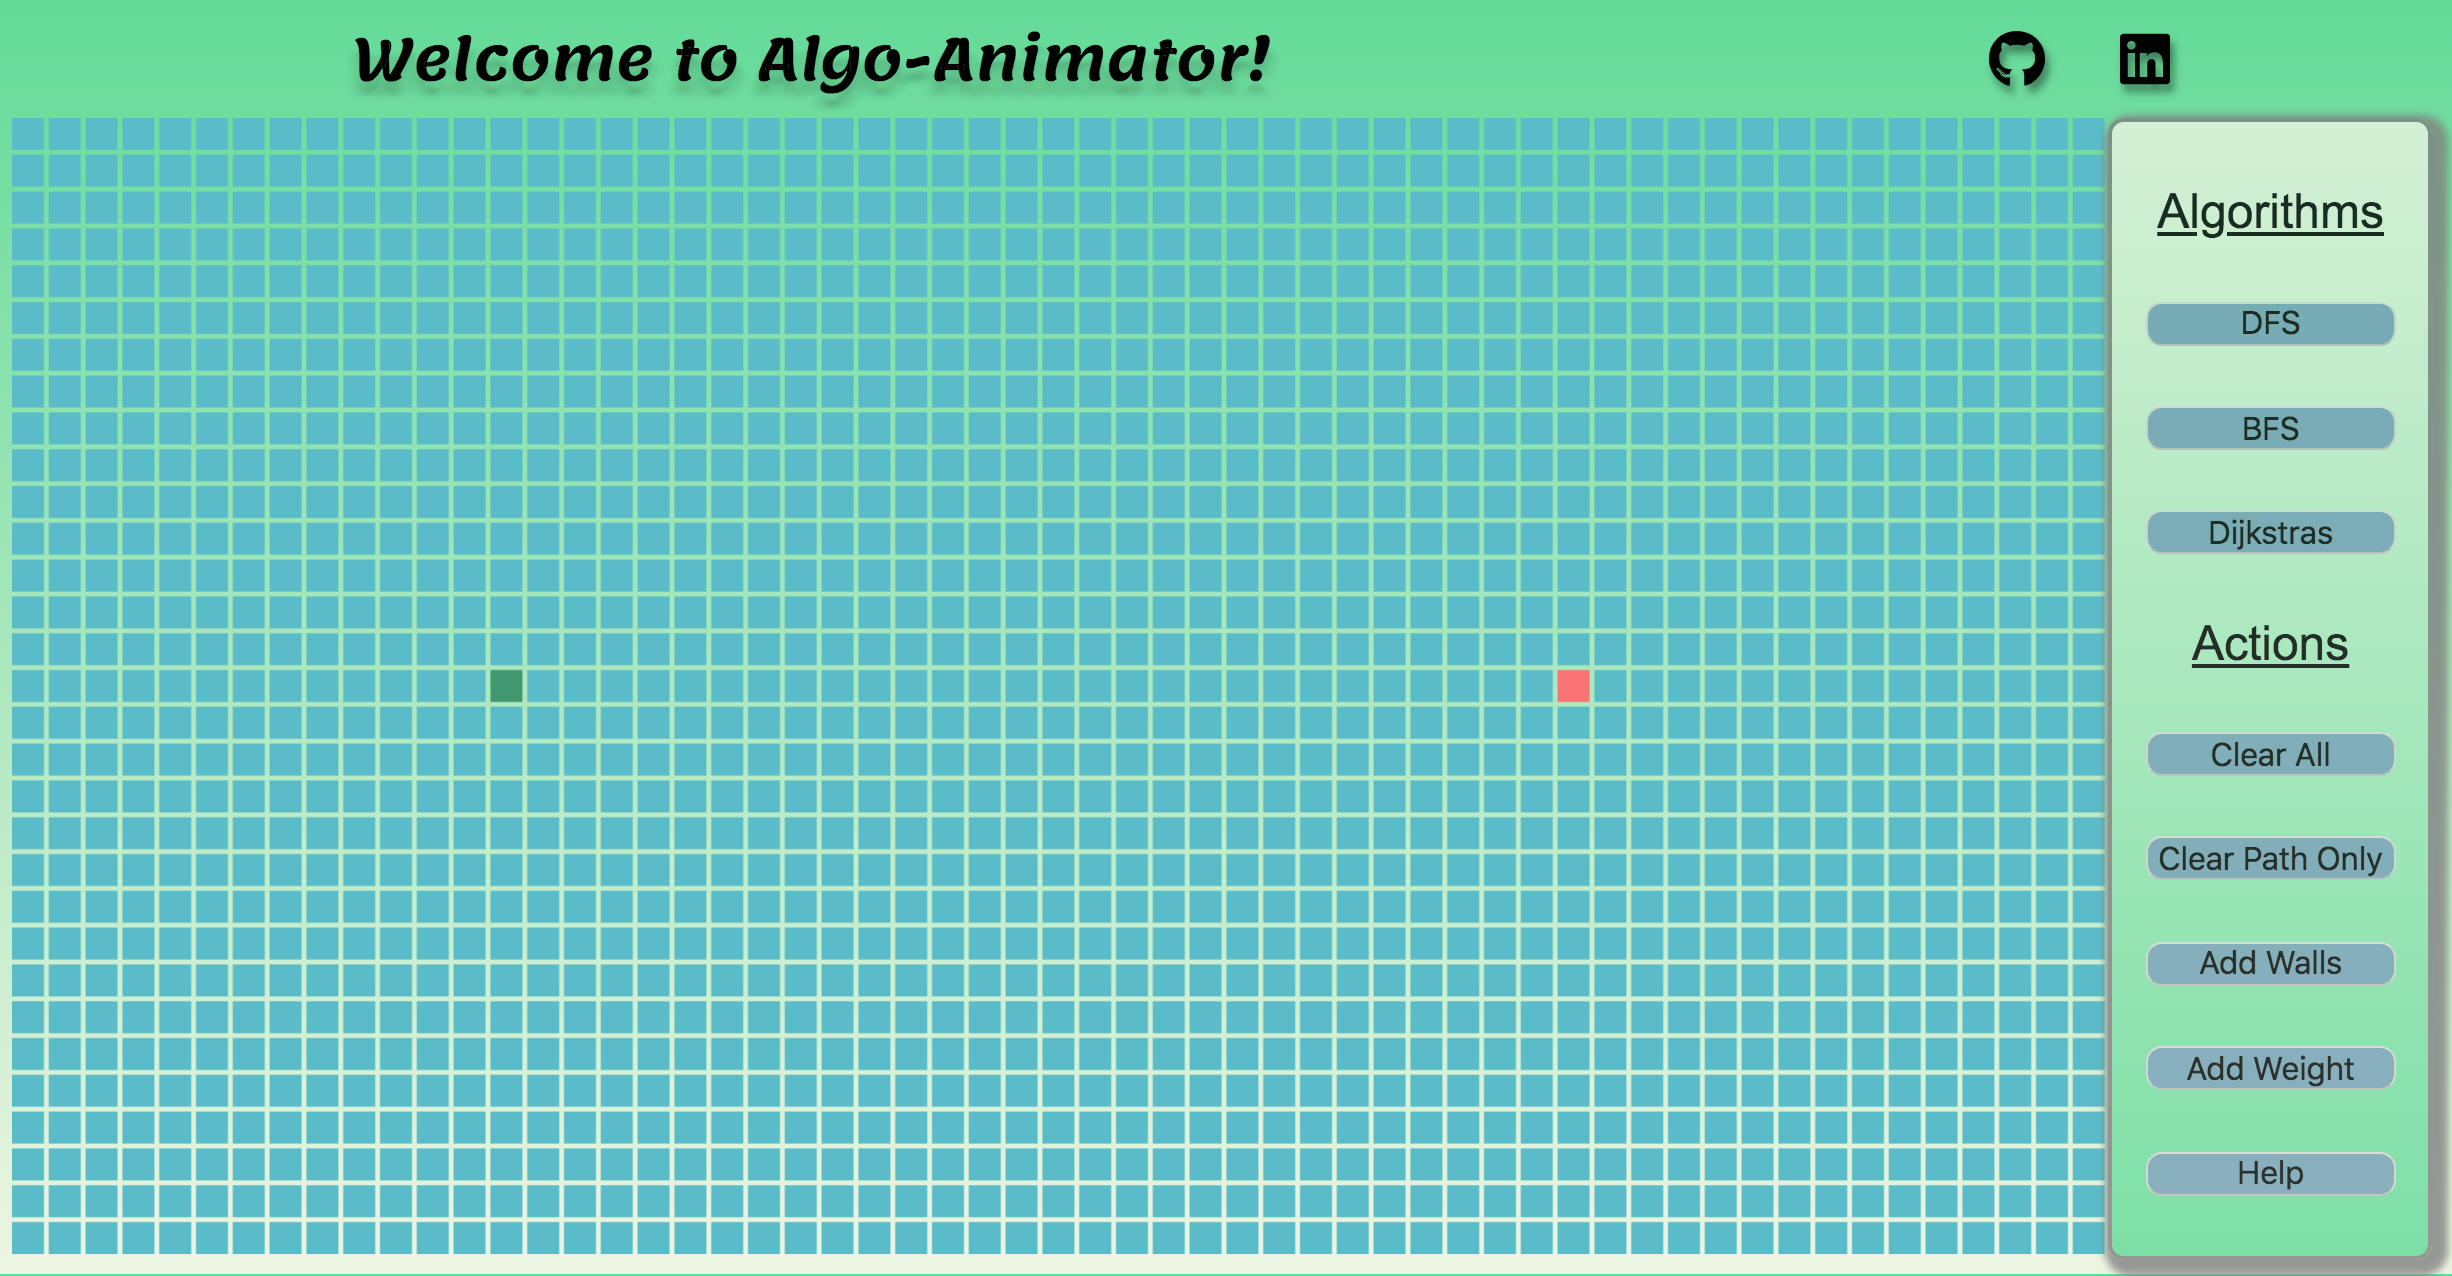 Welcome to Algo-Animator!
in
Algorithms
DFS
BFS
Dijkstras
Actions
Clear All
Clear Path Only
Add Walls
Add Weight
Help